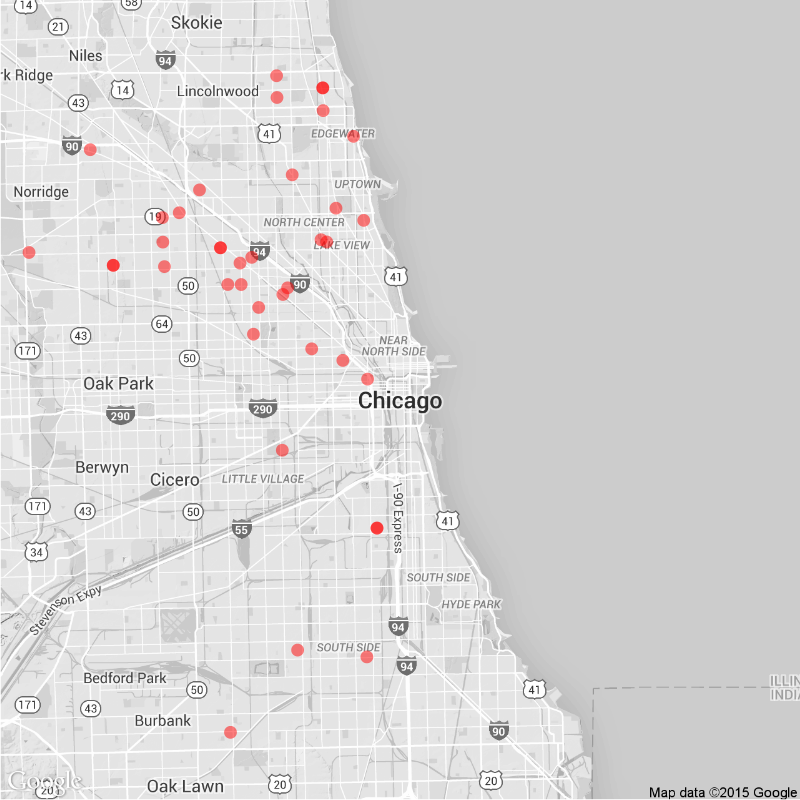 14
58
21
Skokie
Niles
94
rk Ridge
14
Lincolnwood
43
41
EDGEWATER
90
Norridge
UPTOWN
19
NORTH CENTER
LAKE VIEW
94
41
50
90
64
43
171
50
NEAR
NORTH SIDE
Oak Park
290
290
Chicago
Berwyn
Cicero
LITTLE VILLAGE
171
43
50
I-90 Express
41
55
34
SOUTH SIDE
HYDE PARK
Stevenson Expy
94
SOUTH SIDE
94
Bedford Park
50
41
ILLIN
INDIA
171
43
Burbank
90
Oak Lawn
20
20
Google
20
Map data ©2015 Google